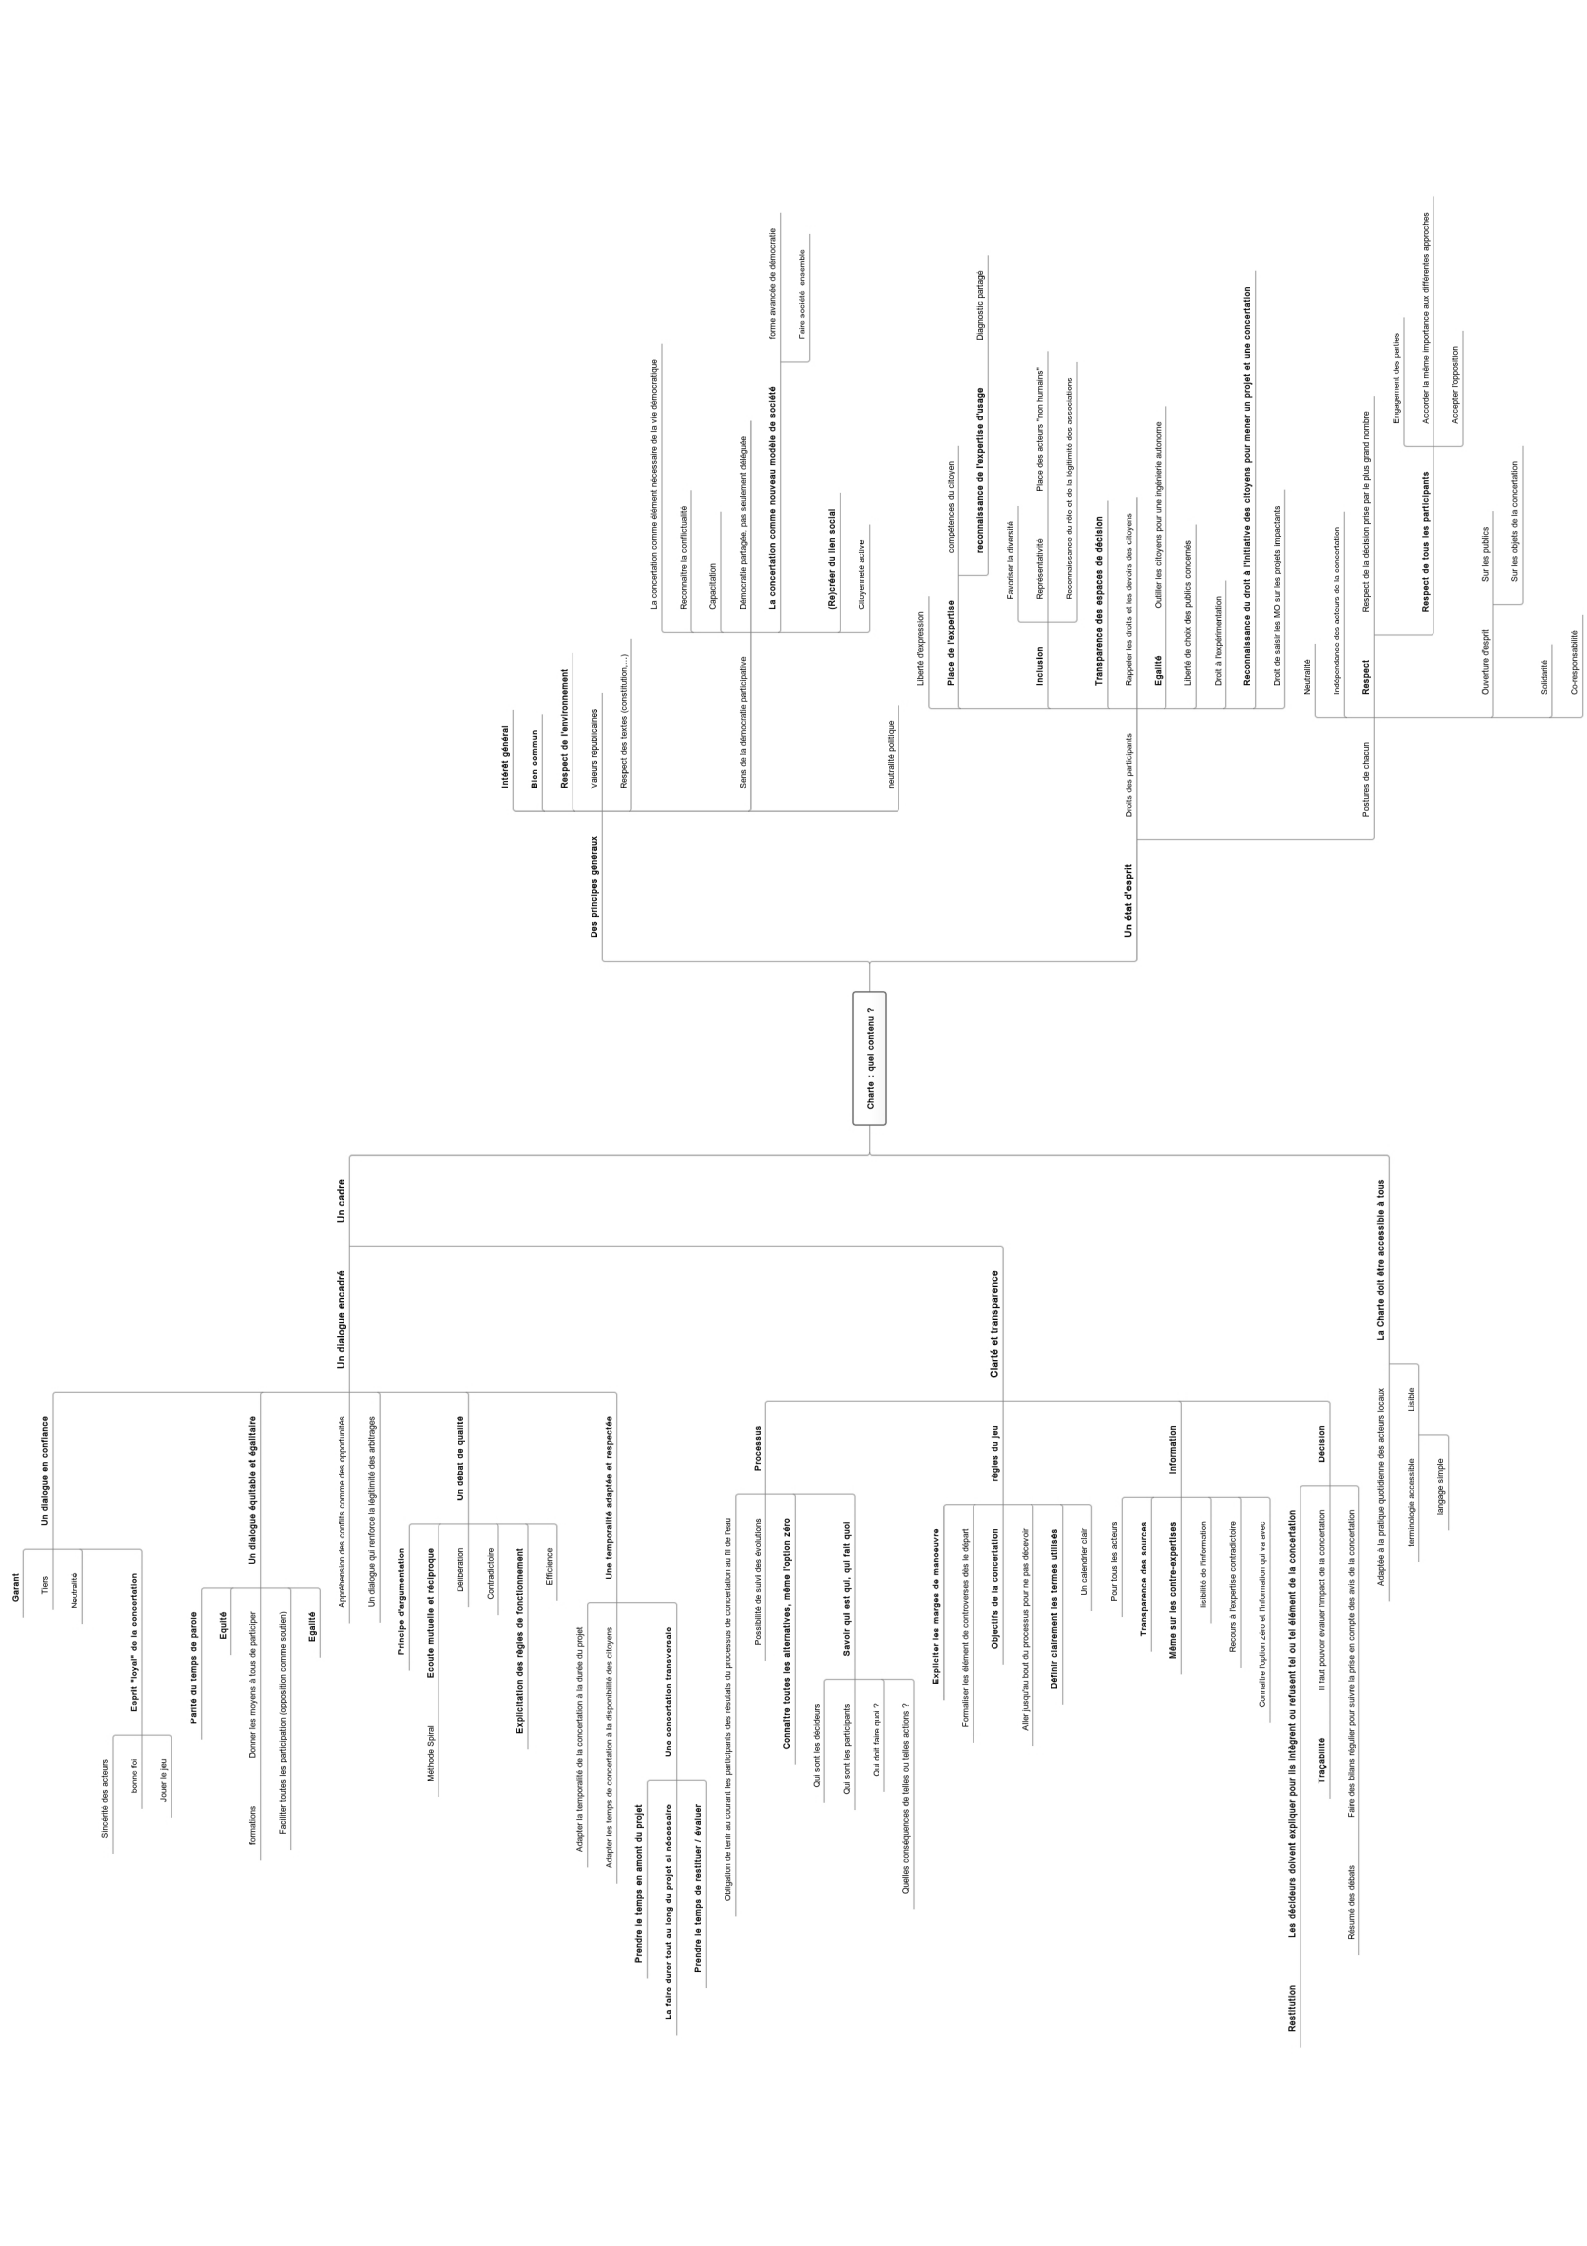 Charte : quel contenu ?
Un cadre
Un dialogue encadré
Un dialogue en confiance
Garant
Tiers
Neutralité
Esprit "loyal" de la concertation
Sincérité des acteurs
bonne foi
Jouer le jeu
Un dialogue équitable et égalitaire
Parité du temps de parole
Equité
Donner les moyens à tous de participer
formations
Faciliter toutes les participation (opposition comme soutien)
Egalité
Appréhension des conflits comme des opportunités
Un dialogue qui renforce la légitimité des arbitrages
Un débat de qualité
Principe d'argumentation
Ecoute mutuelle et réciproque
Méthode Spiral
Délibération
Contradictoire
Explicitation des règles de fonctionnement
Efficience
Une temporalité adaptée et respectée
Adapter la temporalité de la concertation à la durée du projet
Adapter les temps de concertation à la disponibilité des citoyens
Une concertation transversale
Prendre le temps en amont du projet
La faire durer tout au long du projet si nécessaire
Prendre le temps de restituer / évaluer
Clarté et transparence
Processus
Obligation de tenir au courant les participants des résultats du processus de concertation au fil de l'eau
Possibilité de suivi des évolutions
Connaître toutes les alternatives, même l'option zéro
Savoir qui est qui, qui fait quoi
Qui sont les décideurs
Qui sont les participants
Qui doit faire quoi ?
Quelles conséquences de telles ou telles actions ?
règles du jeu
Expliciter les marges de manoeuvre
Formaliser les élément de controverses dès le départ
Objectifs de la concertation
Aller jusqu'au bout du processus pour ne pas décevoir
Définir clairement les termes utilisés
Un calendrier clair
Information
Pour tous les acteurs
Transparence des sources
Même sur les contre-expertises
lisibilité de l'information
Recours à l'expertise contradictoire
Connaître l'option zéro et l'information qui va avec
Décision
Les décideurs doivent expliquer pour ils intègrent ou refusent tel ou tel élément de la concertation
Restitution
Il faut pouvoir évaluer l'impact de la concertation
Traçabilité
Faire des bilans régulier pour suivre la prise en compte des avis de la concertation
Résumé des débats
La Charte doit être accessible à tous
Adaptée à la pratique quotidienne des acteurs locaux
Lisible
terminologie accessible
langage simple
Des principes généraux
Intérêt général
Bien commun
Respect de l'environnement
valeurs républicaines
Respect des textes (constitution,...)
Sens de la démocratie participative
La concertation comme élément nécessaire de la vie démocratique
Reconnaître la conflictualité
Capacitation
Démocratie partagée, pas seulement déléguée
La concertation comme nouveau modèle de société
forme avancée de démocratie
Faire société ensemble
(Re)créer du lien social
Citoyenneté active
neutralité politique
Un état d'esprit
Droits des participants
Liberté d'expression
Place de l'expertise
compétences du citoyen
reconnaissance de l'expertise d'usage
Diagnostic partagé
Inclusion
Favoriser la diversité
Représentativité
Place des acteurs "non humains"
Reconnaissance du rôle et de la légitimité des associations
Transparence des espaces de décision
Rappeler les droits et les devoirs des citoyens
Egalité
Outiller les citoyens pour une ingénierie autonome
Liberté de choix des publics concernés
Droit à l'expérimentation
Reconnaissance du droit à l'initiative des citoyens pour mener un projet et une concertation
Droit de saisir les MO sur les projets impactants
Postures de chacun
Neutralité
Indépendance des acteurs de la concertation
Respect
Respect de la décision prise par le plus grand nombre
Respect de tous les participants
Engagement des parties
Accorder la même importance aux différentes approches
Accepter l'opposition
Ouverture d'esprit
Sur les publics
Sur les objets de la concertation
Solidarité
Co-responsabilité